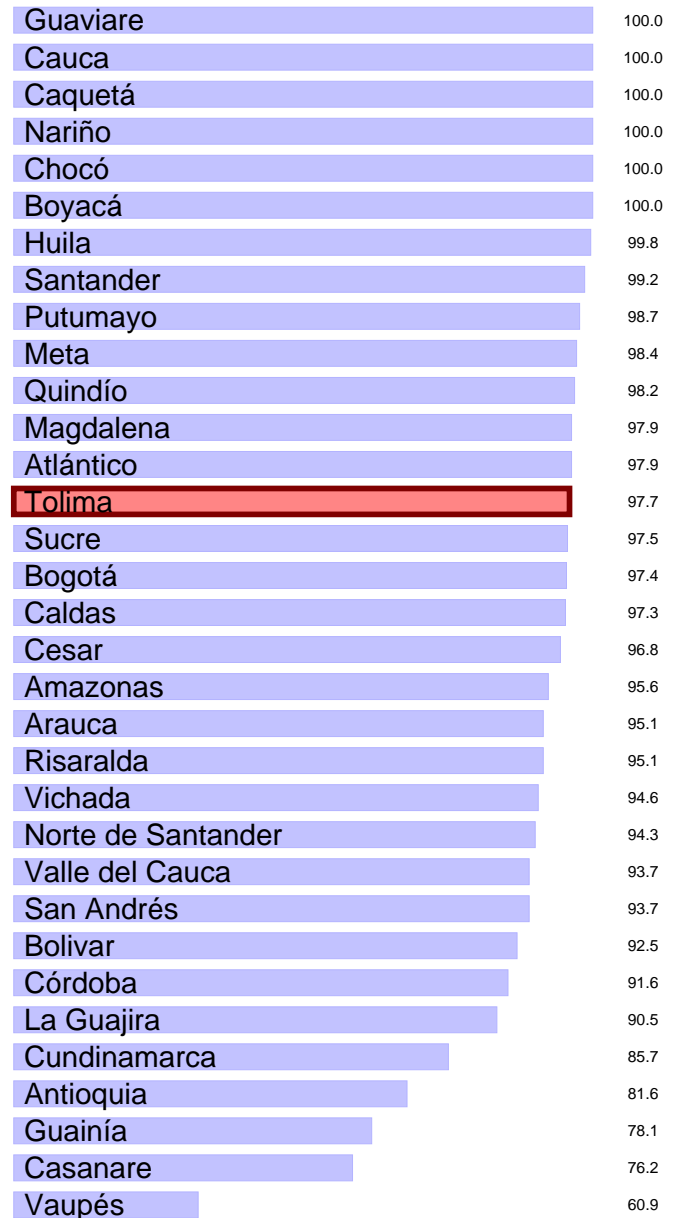 Guaviare 100.0
Cauca 100.0
Caquetá 100.0
Nariño 100.0
Chocó 100.0
Boyacá 100.0
Huila 99.8
Santander 99.2
Putumayo 98.7
Meta 98.4
Quindío 98.2
Magdalena 97.9
Atlántico 97.9
Tolima 97.7
Sucre 97.5
Bogotá 97.4
Caldas 97.3
Cesar 96.8
Amazonas 95.6
Arauca 95.1
Risaralda 95.1
Vichada 94.6
Norte de Santander 94.3
Valle del Cauca 93.7
San Andrés 93.7
Bolivar 92.5
Córdoba 91.6
La Guajira 90.5
Cundinamarca 85.7
Antioquia 81.6
Guainía 78.1
Casanare 76.2
Vaupés 60.9